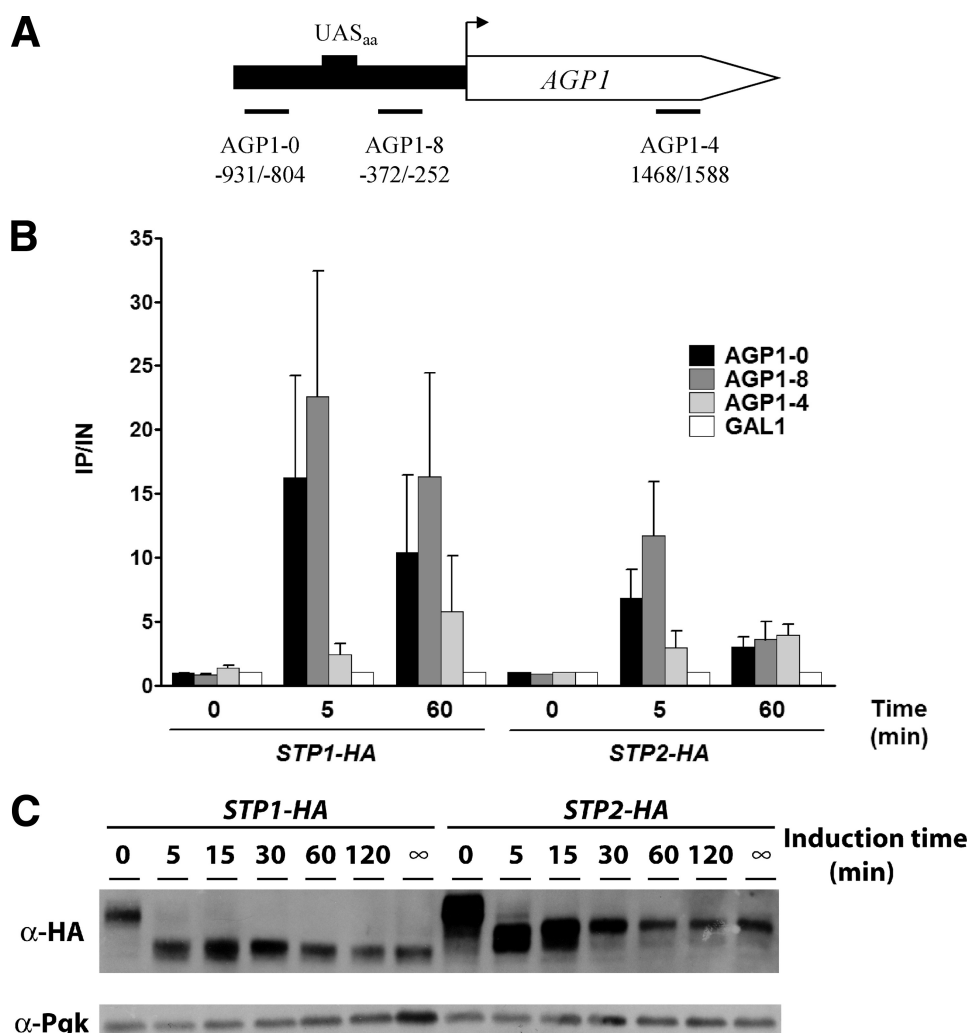 A
UASaa
AGP1
AGP1-0 AGP1-8 AGP1-4
-931/-804 -372/-252 1468/1588
B
35
30
25
20
15
10
5
0
IP/IN
AGP1-0
AGP1-8
AGP1-4
GAL1
0 5 60 0 5 60 Time
(min)
STP1-HA STP2-HA
C
STP1-HA STP2-HA
0 5 15 30 60 120 ∞ 0 5 15 30 60 120 ∞ Induction time
(min)
α-HA
α-Pgk